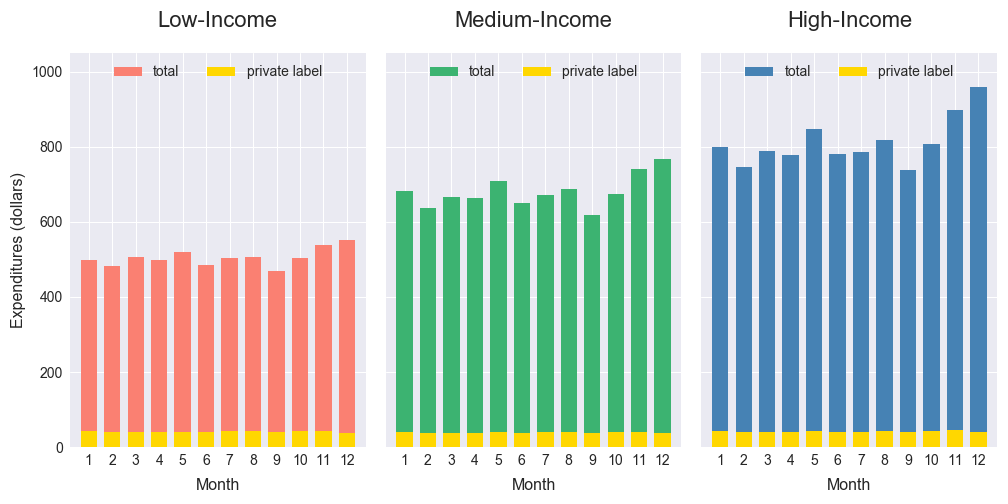 Low-Income
Medium-Income
High-Income
total private label
total private label
total private label
Expenditures (dollars)
1000
800
600
400
200
0
1 2 3 4 5 6 7 8 9 10 11 12
1 2 3 4 5 6 7 8 9 10 11 12
1 2 3 4 5 6 7 8 9 10 11 12
Month
Month
Month